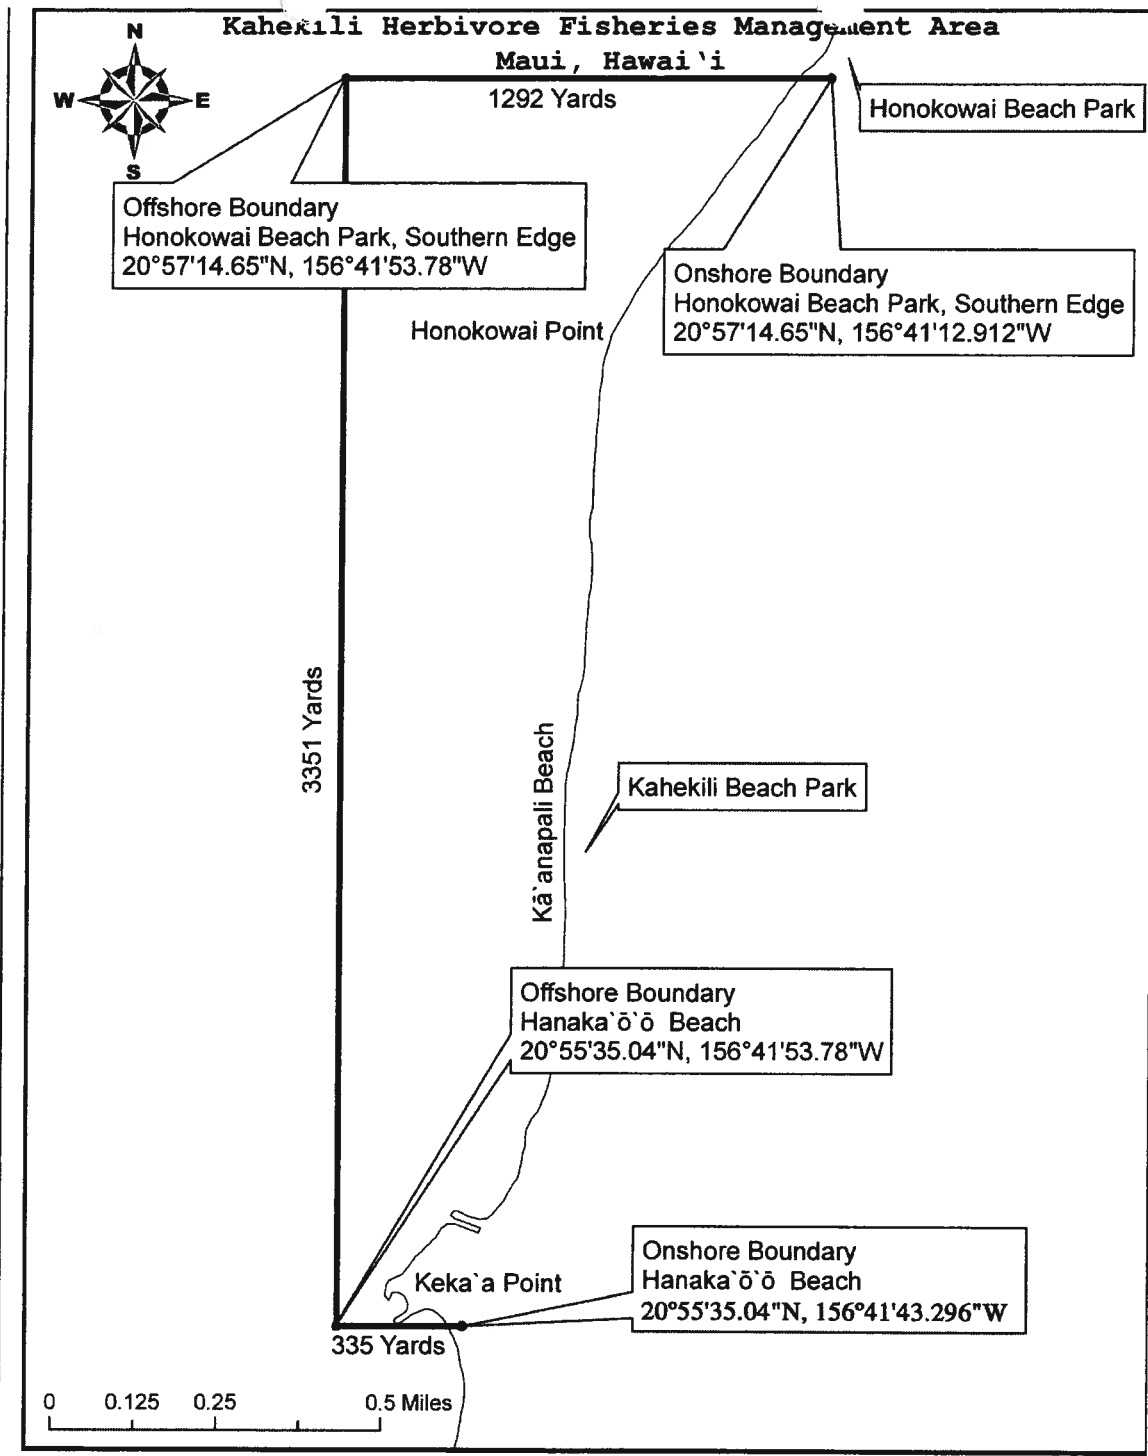 Kahekili Herbivore Fisheries Management Area
Maui, Hawai`i
N
W
E
S
1292 Yards
Honokowai Beach Park
Offshore Boundary
Honokowai Beach Park, Southern Edge
20°57'14.65"N, 156°41'53.78"W
Onshore Boundary
Honokowai Beach Park, Southern Edge
20°57'14.65"N, 156°41'12.912"W
Honokowai Point
3351 Yards
Kā`anapali Beach
Kahekili Beach Park
Offshore Boundary
Hanaka`ō`ō Beach
20°55'35.04"N, 156°41'53.78"W
Onshore Boundary
Hanaka`ō`ō Beach
20°55'35.04"N, 156°41'43.296"W
Keka`a Point
335 Yards
0 0.125 0.25 0.5 Miles